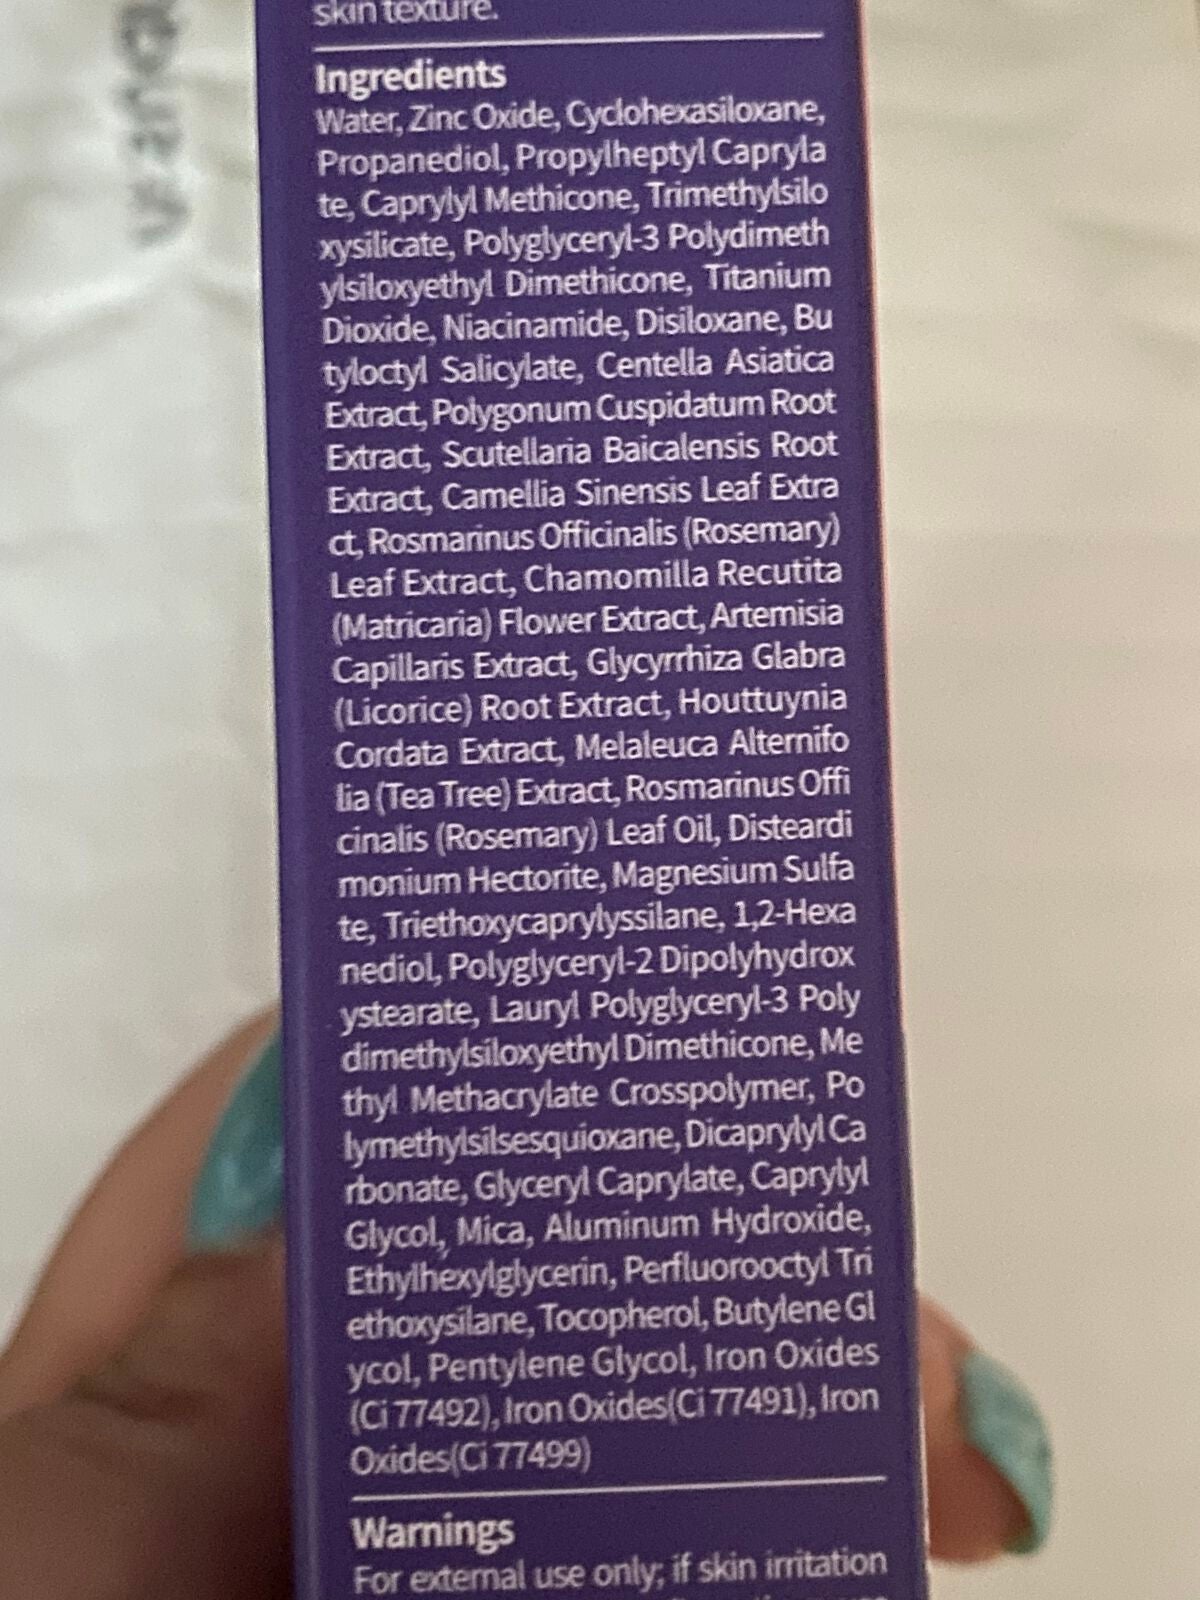 skin texture.
Ingredients
Water, Zinc Oxide, Cyclohexasiloxane,
Propanediol, Propylheptyl Capryla
te, Caprylyl Methicone, Trimethylsilo
xysilicate, Polyglyceryl-3 Polydimeth
ylsiloxyethyl Dimethicone, Titanium
Dioxide, Niacinamide, Disiloxane, Bu
tyloctyl Salicylate, Centella Asiatica
Extract, Polygonum Cuspidatum Root
Extract, Scutellaria Baicalensis Root
Extract, Camellia Sinensis Leaf Extra
ct, Rosmarinus Officinalis (Rosemary)
Leaf Extract, Chamomilla Recutita
(Matricaria) Flower Extract, Artemisia
Capillaris Extract, Glycyrrhiza Glabra
(Licorice) Root Extract, Houttuynia
Cordata Extract, Melaleuca Alternifo
lia (Tea Tree) Extract, Rosmarinus Offi
cinalis (Rosemary) Leaf Oil, Disteardi
monium Hectorite, Magnesium Sulfa
te, Triethoxycaprylyssilane, 1,2-Hexa
nediol, Polyglyceryl-2 Dipolyhydrox
ystearate, Lauryl Polyglyceryl-3 Poly
dimethylsiloxyethyl Dimethicone, Me
thyl Methacrylate Crosspolymer, Po
lymethylsilsesquioxane, Dicaprylyl Ca
rbonate, Glyceryl Caprylate, Caprylyl
Glycol, Mica, Aluminum Hydroxide,
Ethylhexylglycerin, Perfluorooctyl Tri
ethoxysilane, Tocopherol, Butylene Gl
ycol, Pentylene Glycol, Iron Oxides
(Ci 77492), Iron Oxides(Ci 77491), Iron
Oxides(Ci 77499)
Warnings
For external use only; if skin irritation